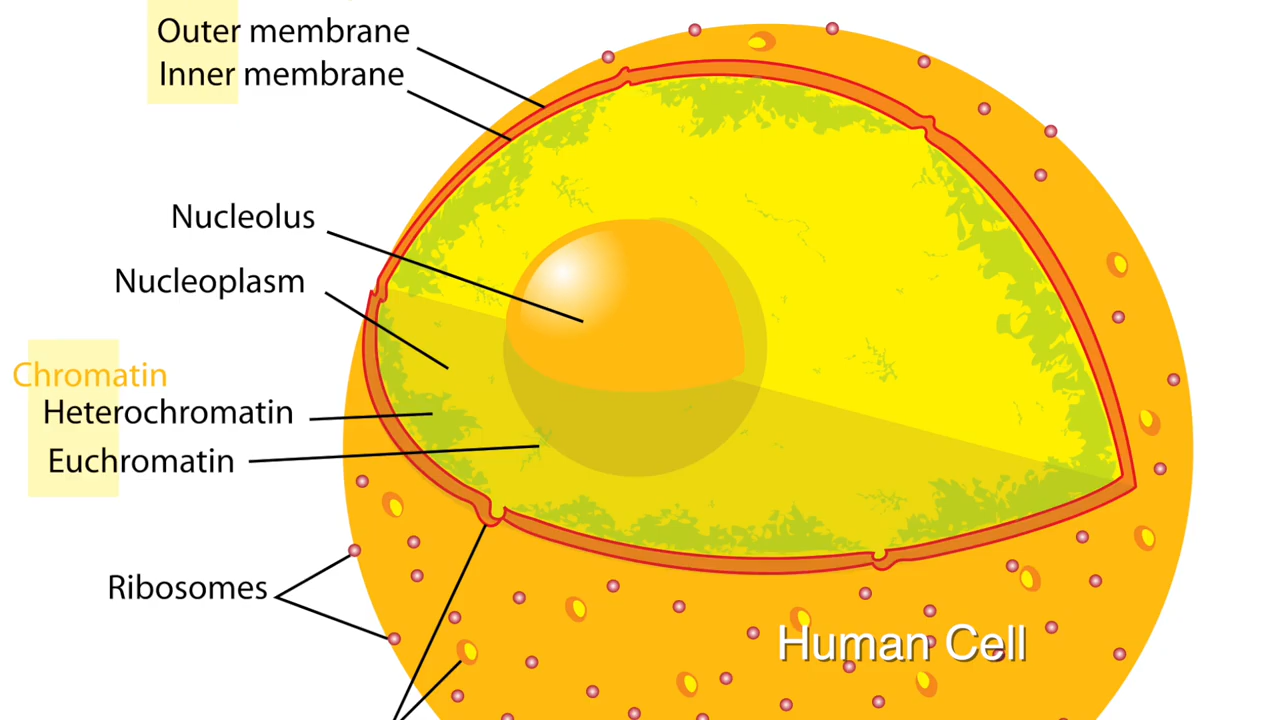 Outer membrane
Inner membrane
Nucleolus
Nucleoplasm
Chromatin
Heterochromatin
Euchromatin
Ribosomes
Human Cell